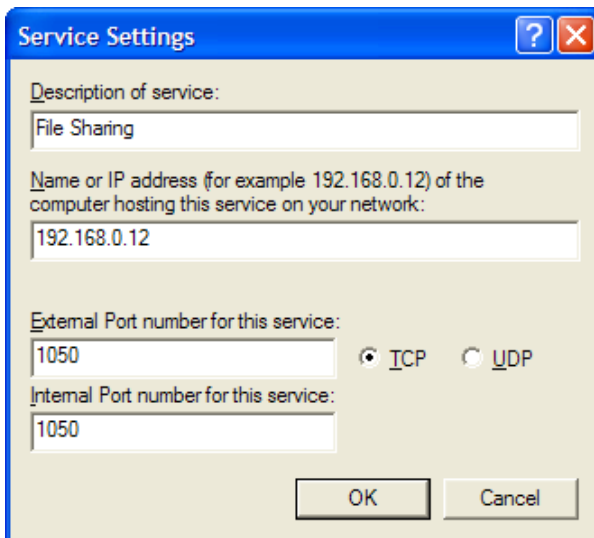 Service Settings
?
Description of service:
File Sharing
Name or IP address (for example 192.168.0.12) of the
computer hosting this service on your network:
192.168.0.12
External Port number for this service:
1050
TCP
UDP
Internal Port number for this service:
1050
OK
Cancel